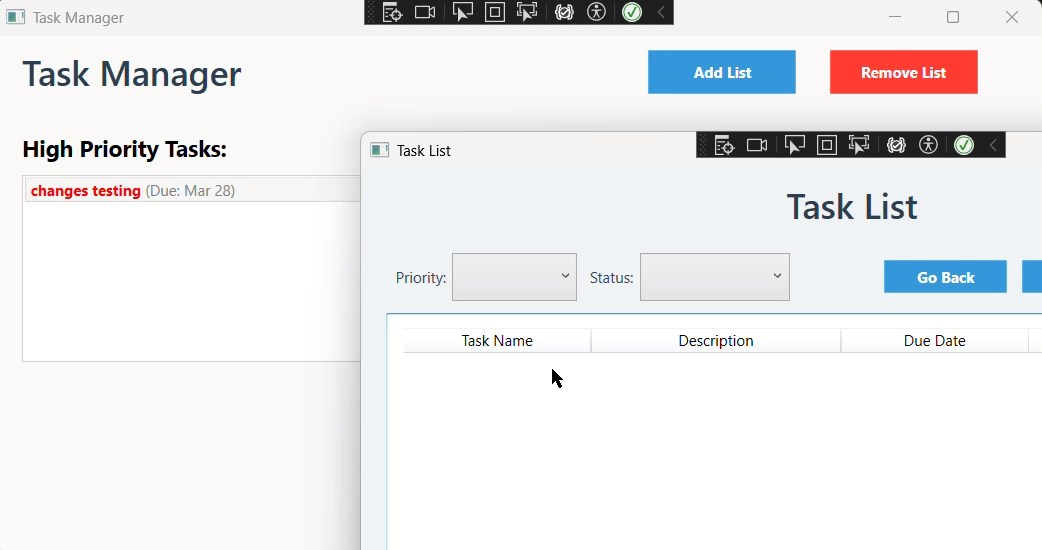 Task Manager
Task Manager
Add List
Remove List
High Priority Tasks:
changes testing (Due: Mar 28)
Task List
Task List
Priority:
Status:
Go Back
Task Name
Description
Due Date